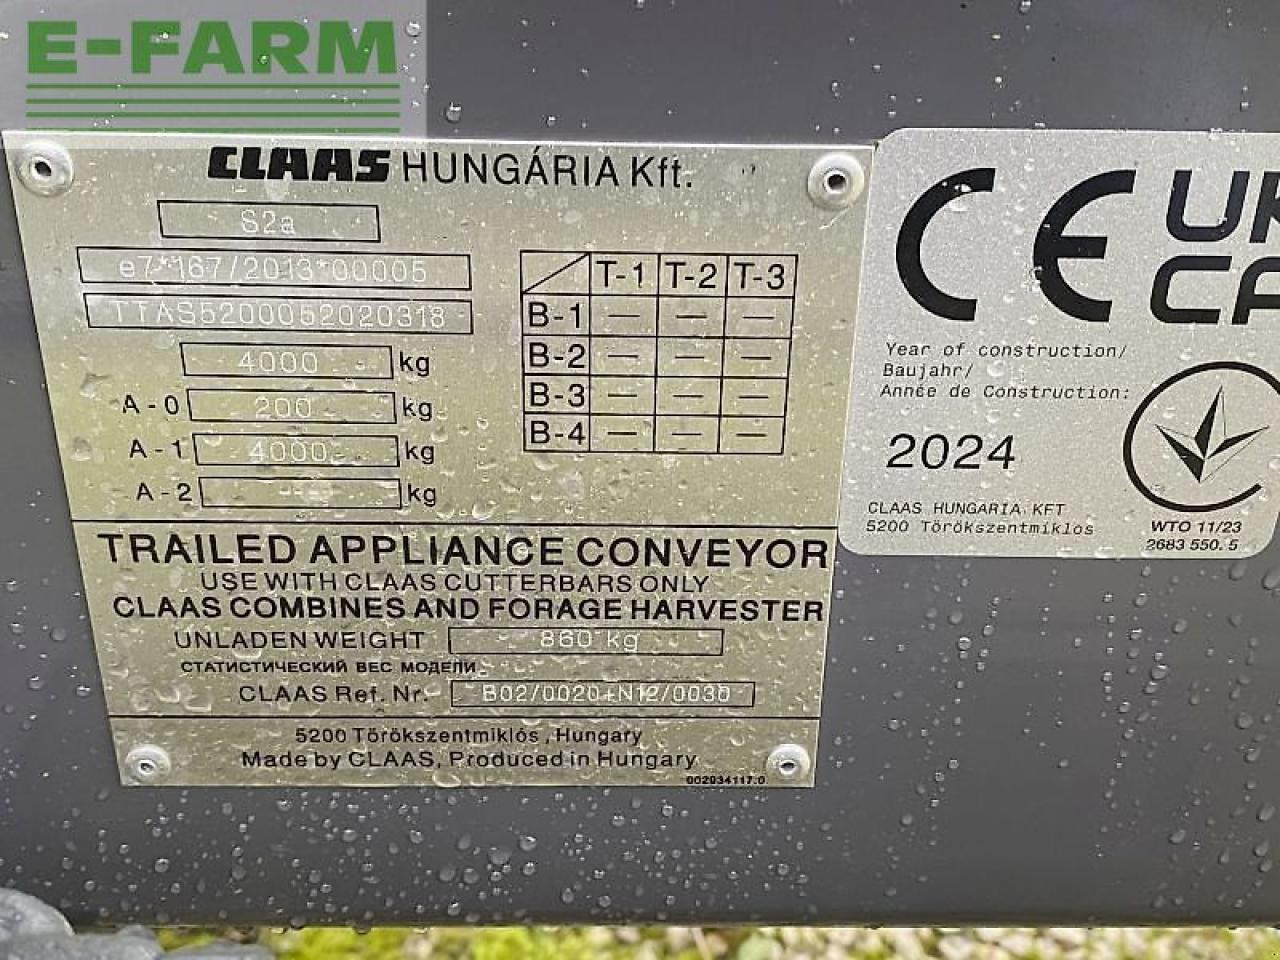 E-FARM
CLAAS HUNGÁRIA Kft.
S2a
e7*167/2013*00005
TTAS5200052020318
4000 kg
A-0 200 kg
A-1 4000 kg
A-2 kg
T-1 T-2 T-3
B-1 — — —
B-2 — — —
B-3 — — —
B-4 — — —
TRAILED APPLIANCE CONVEYOR
USE WITH CLAAS CUTTERBARS ONLY
CLAAS COMBINES AND FORAGE HARVESTER
UNLADEN WEIGHT 860 kg
СТАТИСТИЧЕСКИЙ ВЕС МОДЕЛИ
CLAAS Ref. Nr. B02/0020+N12/0030
5200 Törökszentmiklós, Hungary
Made by CLAAS, Produced in Hungary
002034117.0
CE
Year of construction/
Baujahr/
Année de Construction:
2024
CLAAS HUNGARIA KFT
5200 Törökszentmiklós
WTO 11/23
2683 550.5